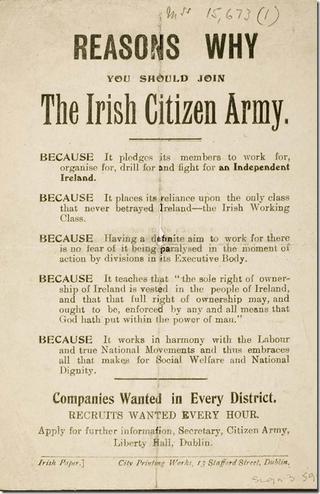 Mss 15,673 (1)
REASONS WHY
YOU SHOULD JOIN
The Irish Citizen Army.
BECAUSE It pledges its members to work for,
organise for, drill for and fight for an Independent
Ireland.
BECAUSE It places its reliance upon the only class
that never betrayed Ireland—the Irish Working
Class.
BECAUSE Having a definite aim to work for there
is no fear of it being paralysed in the moment of
action by divisions in its Executive Body.
BECAUSE It teaches that "the sole right of owner-
ship of Ireland is vested in the people of Ireland,
and that that full right of ownership may, and
ought to be, enforced by any and all means that
God hath put within the power of man."
BECAUSE It works in harmony with the Labour
and true National Movements and thus embraces
all that makes for Social Welfare and National
Dignity.
Companies Wanted in Every District.
RECRUITS WANTED EVERY HOUR.
Apply for further information, Secretary, Citizen Army,
Liberty Hall, Dublin.
Irish Paper.] City Printing Works, 13 Stafford Street, Dublin.